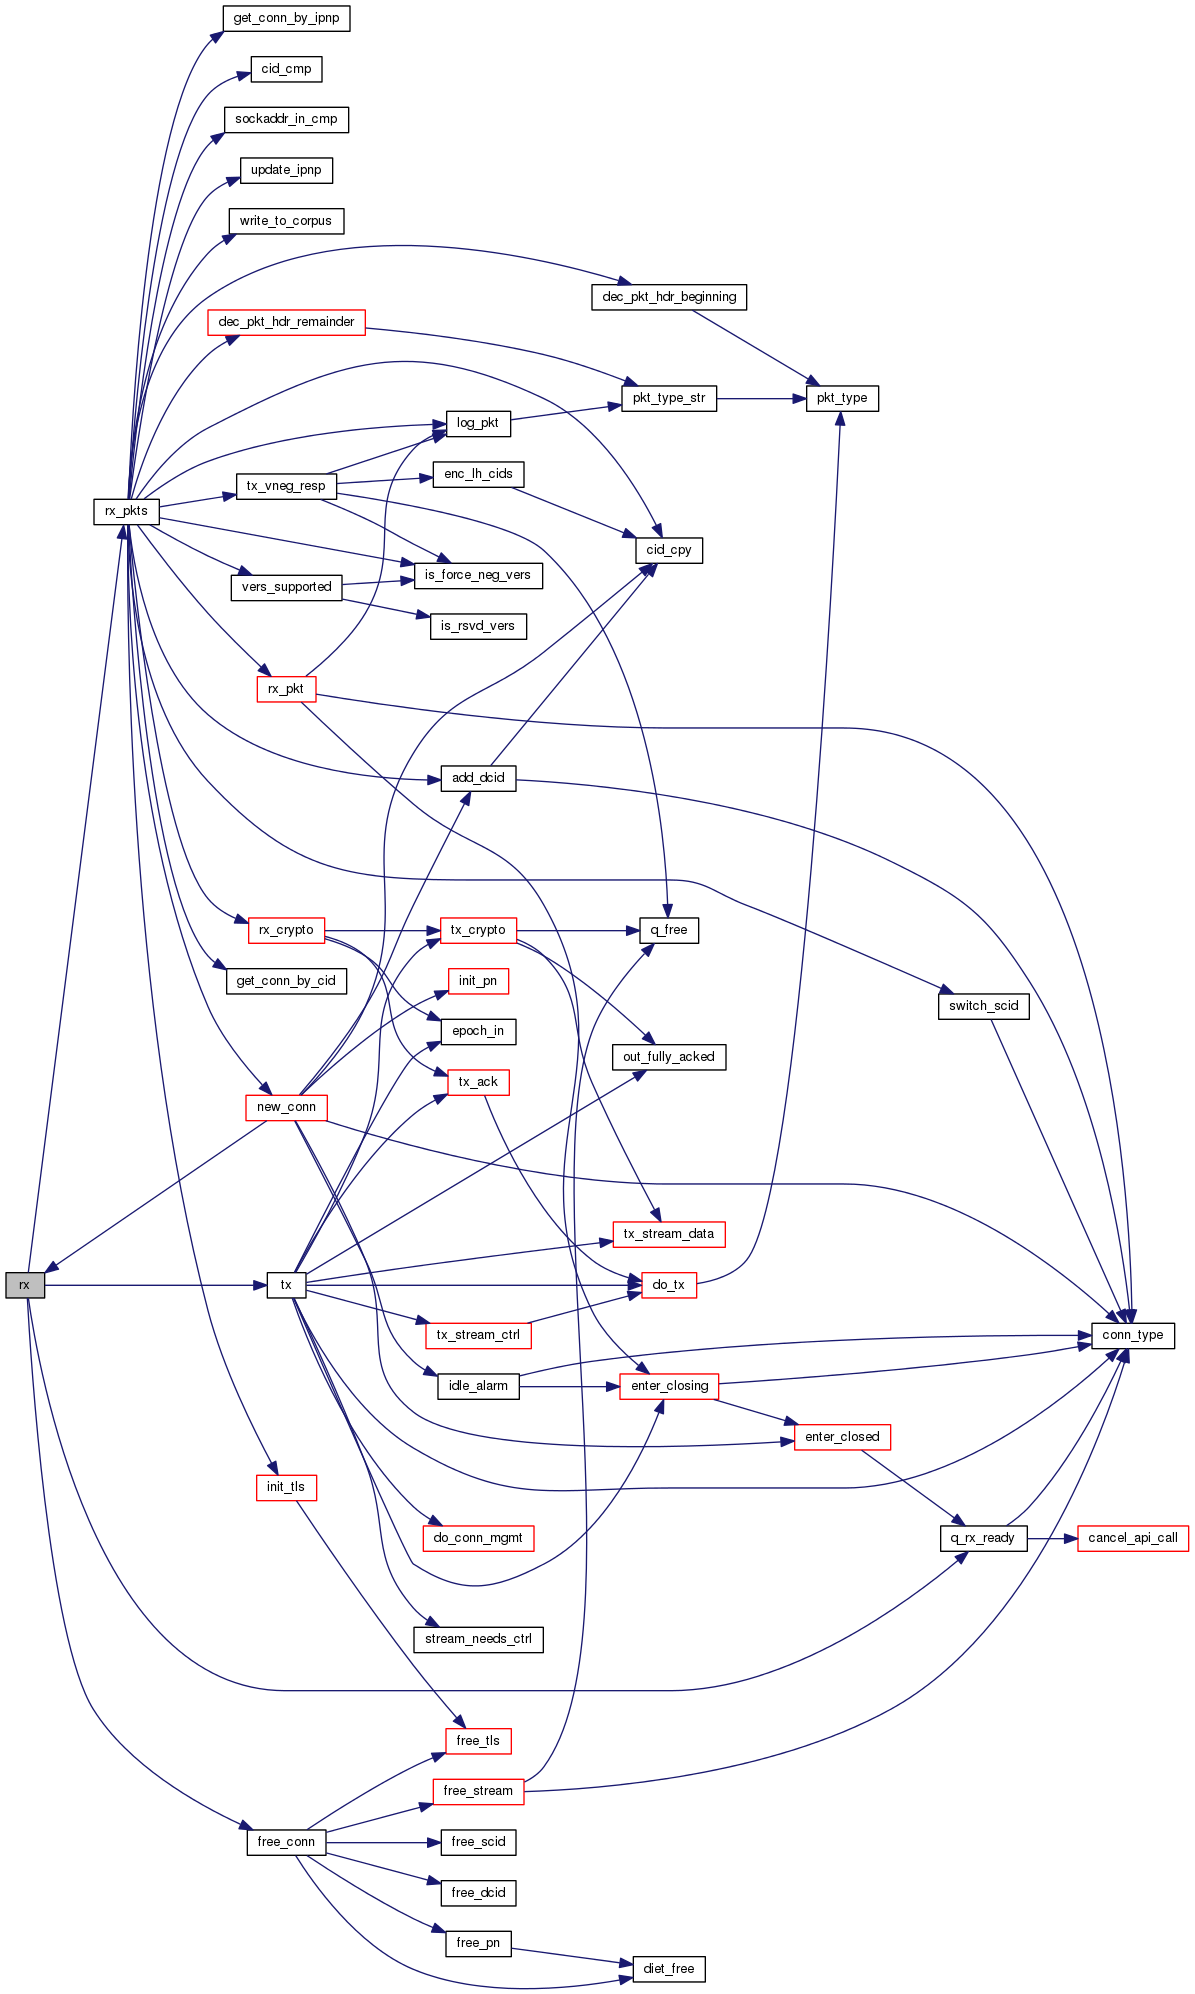 get_conn_by_ipnp
cid_cmp
sockaddr_in_cmp
update_ipnp
write_to_corpus
dec_pkt_hdr_beginning
dec_pkt_hdr_remainder
pkt_type_str
pkt_type
log_pkt
enc_lh_cids
tx_vneg_resp
rx_pkts
cid_cpy
is_force_neg_vers
vers_supported
is_rsvd_vers
rx_pkt
add_dcid
rx_crypto
tx_crypto
q_free
get_conn_by_cid
init_pn
switch_scid
epoch_in
out_fully_acked
tx_ack
new_conn
tx_stream_data
rx
tx
do_tx
tx_stream_ctrl
conn_type
idle_alarm
enter_closing
enter_closed
init_tls
do_conn_mgmt
q_rx_ready
cancel_api_call
stream_needs_ctrl
free_tls
free_stream
free_conn
free_scid
free_dcid
free_pn
diet_free